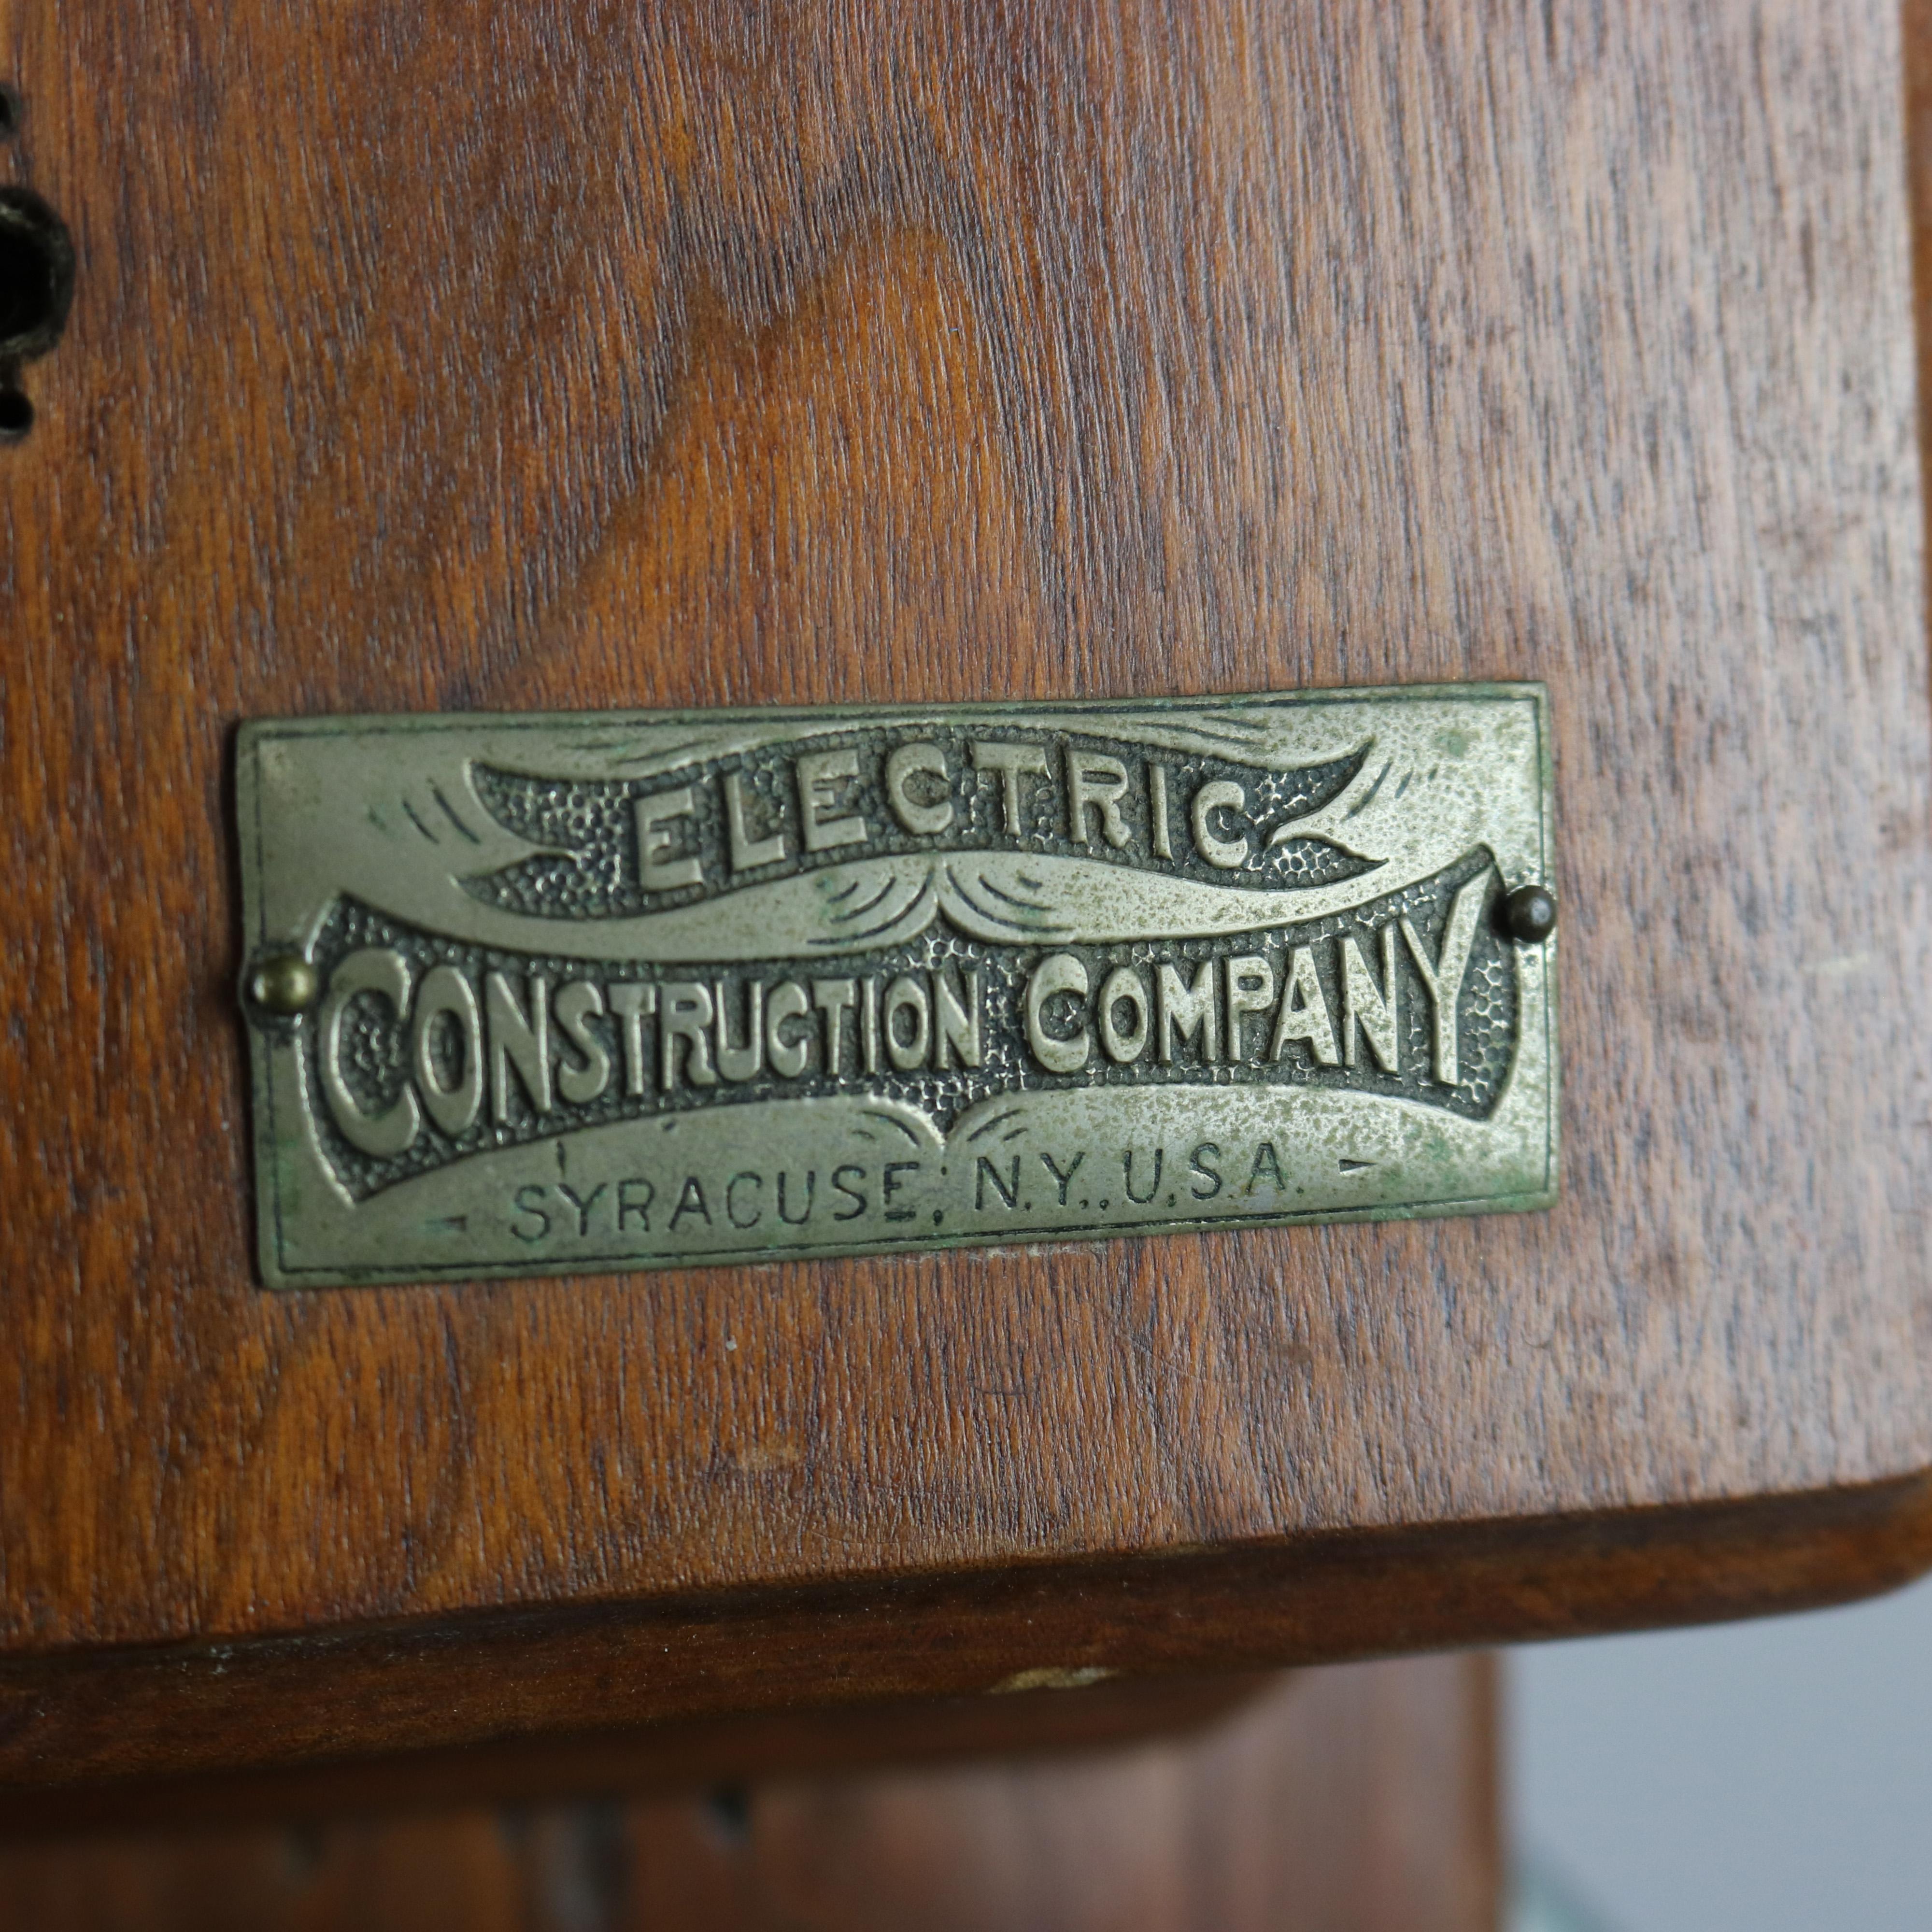 ELECTRIC
CONSTRUCTION COMPANY
- SYRACUSE, N.Y., U.S.A. -